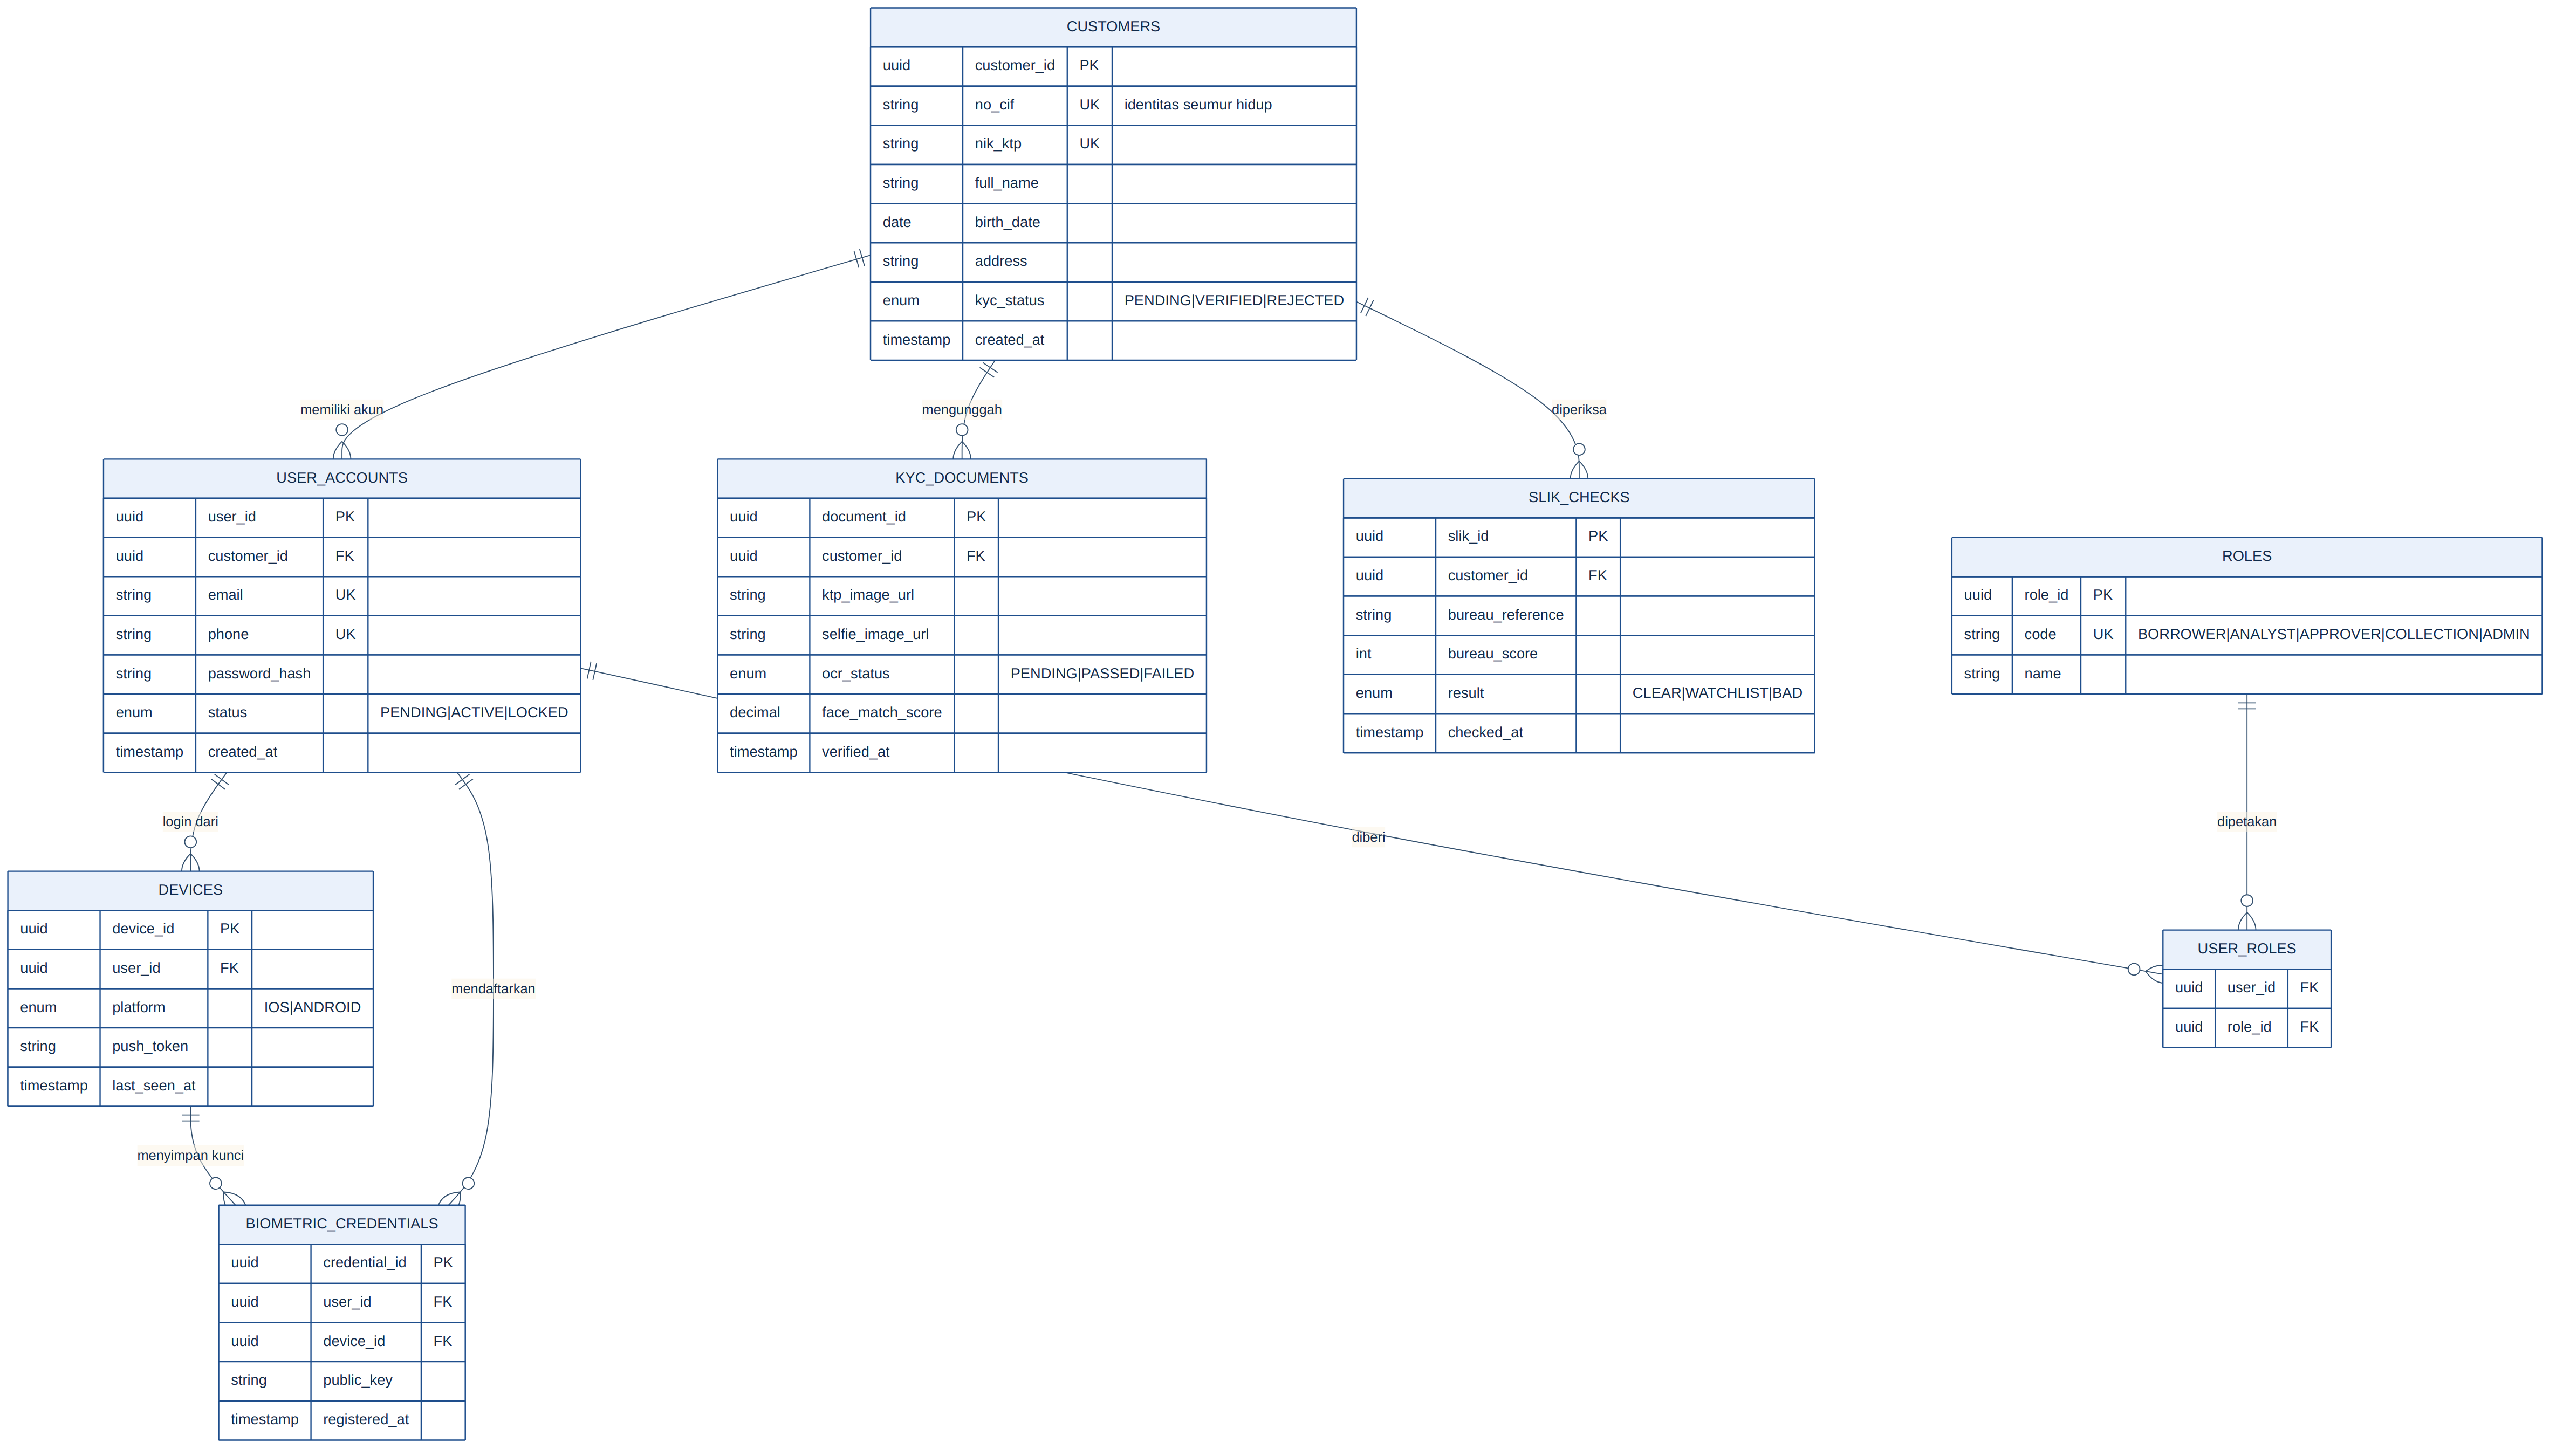 CUSTOMERS
uuid customer_id PK
string no_cif UK identitas seumur hidup
string nik_ktp UK
string full_name
date birth_date
string address
enum kyc_status PENDING|VERIFIED|REJECTED
timestamp created_at
memiliki akun
mengunggah
diperiksa
USER_ACCOUNTS
uuid user_id PK
uuid customer_id FK
string email UK
string phone UK
string password_hash
enum status PENDING|ACTIVE|LOCKED
timestamp created_at
KYC_DOCUMENTS
uuid document_id PK
uuid customer_id FK
string ktp_image_url
string selfie_image_url
enum ocr_status PENDING|PASSED|FAILED
decimal face_match_score
timestamp verified_at
SLIK_CHECKS
uuid slik_id PK
uuid customer_id FK
string bureau_reference
int bureau_score
enum result CLEAR|WATCHLIST|BAD
timestamp checked_at
ROLES
uuid role_id PK
string code UK BORROWER|ANALYST|APPROVER|COLLECTION|ADMIN
string name
login dari
diberi
dipetakan
DEVICES
uuid device_id PK
uuid user_id FK
enum platform IOS|ANDROID
string push_token
timestamp last_seen_at
mendaftarkan
USER_ROLES
uuid user_id FK
uuid role_id FK
menyimpan kunci
BIOMETRIC_CREDENTIALS
uuid credential_id PK
uuid user_id FK
uuid device_id FK
string public_key
timestamp registered_at